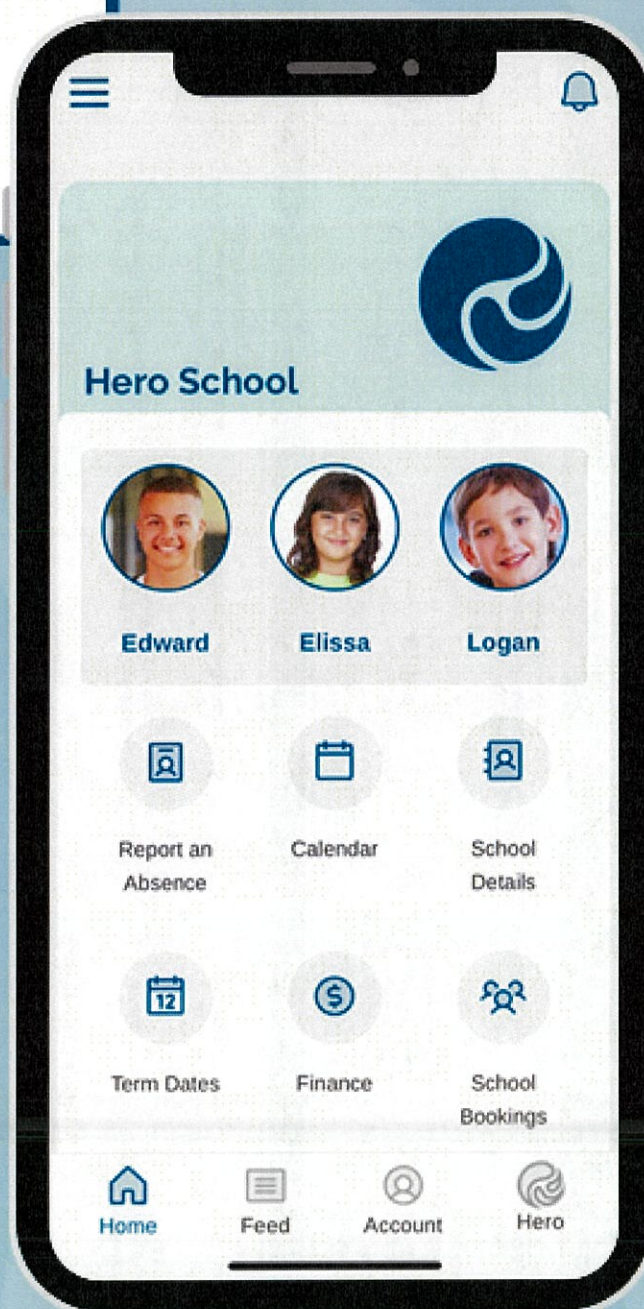 Hero School
Edward Elissa Logan
Report an Calendar School
Absence Details
12
Term Dates Finance School
Bookings
Home Feed Account Hero